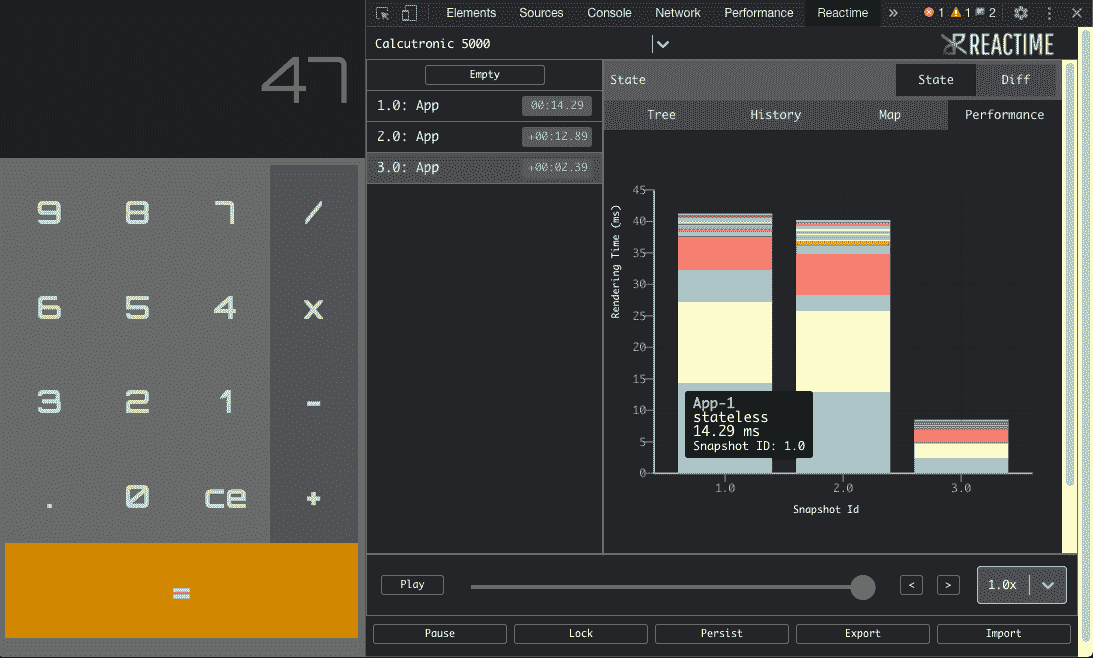 47
9 8 7 /
6 5 4 x
3 2 1 -
. 0 ce +
=
Elements Sources Console Network Performance Reactime » 1 1 2
Calcutronic 5000
REACTIME
Empty
1.0: App 00:14.29
2.0: App +00:12.89
3.0: App +00:02.39
State State Diff
Tree History Map Performance
Rendering Time (ms)
45
40
35
30
25
20
15
10
5
0
App-1
stateless
14.29 ms
Snapshot ID: 1.0
1.0 2.0 3.0
Snapshot Id
Play < > 1.0x
Pause Lock Persist Export Import